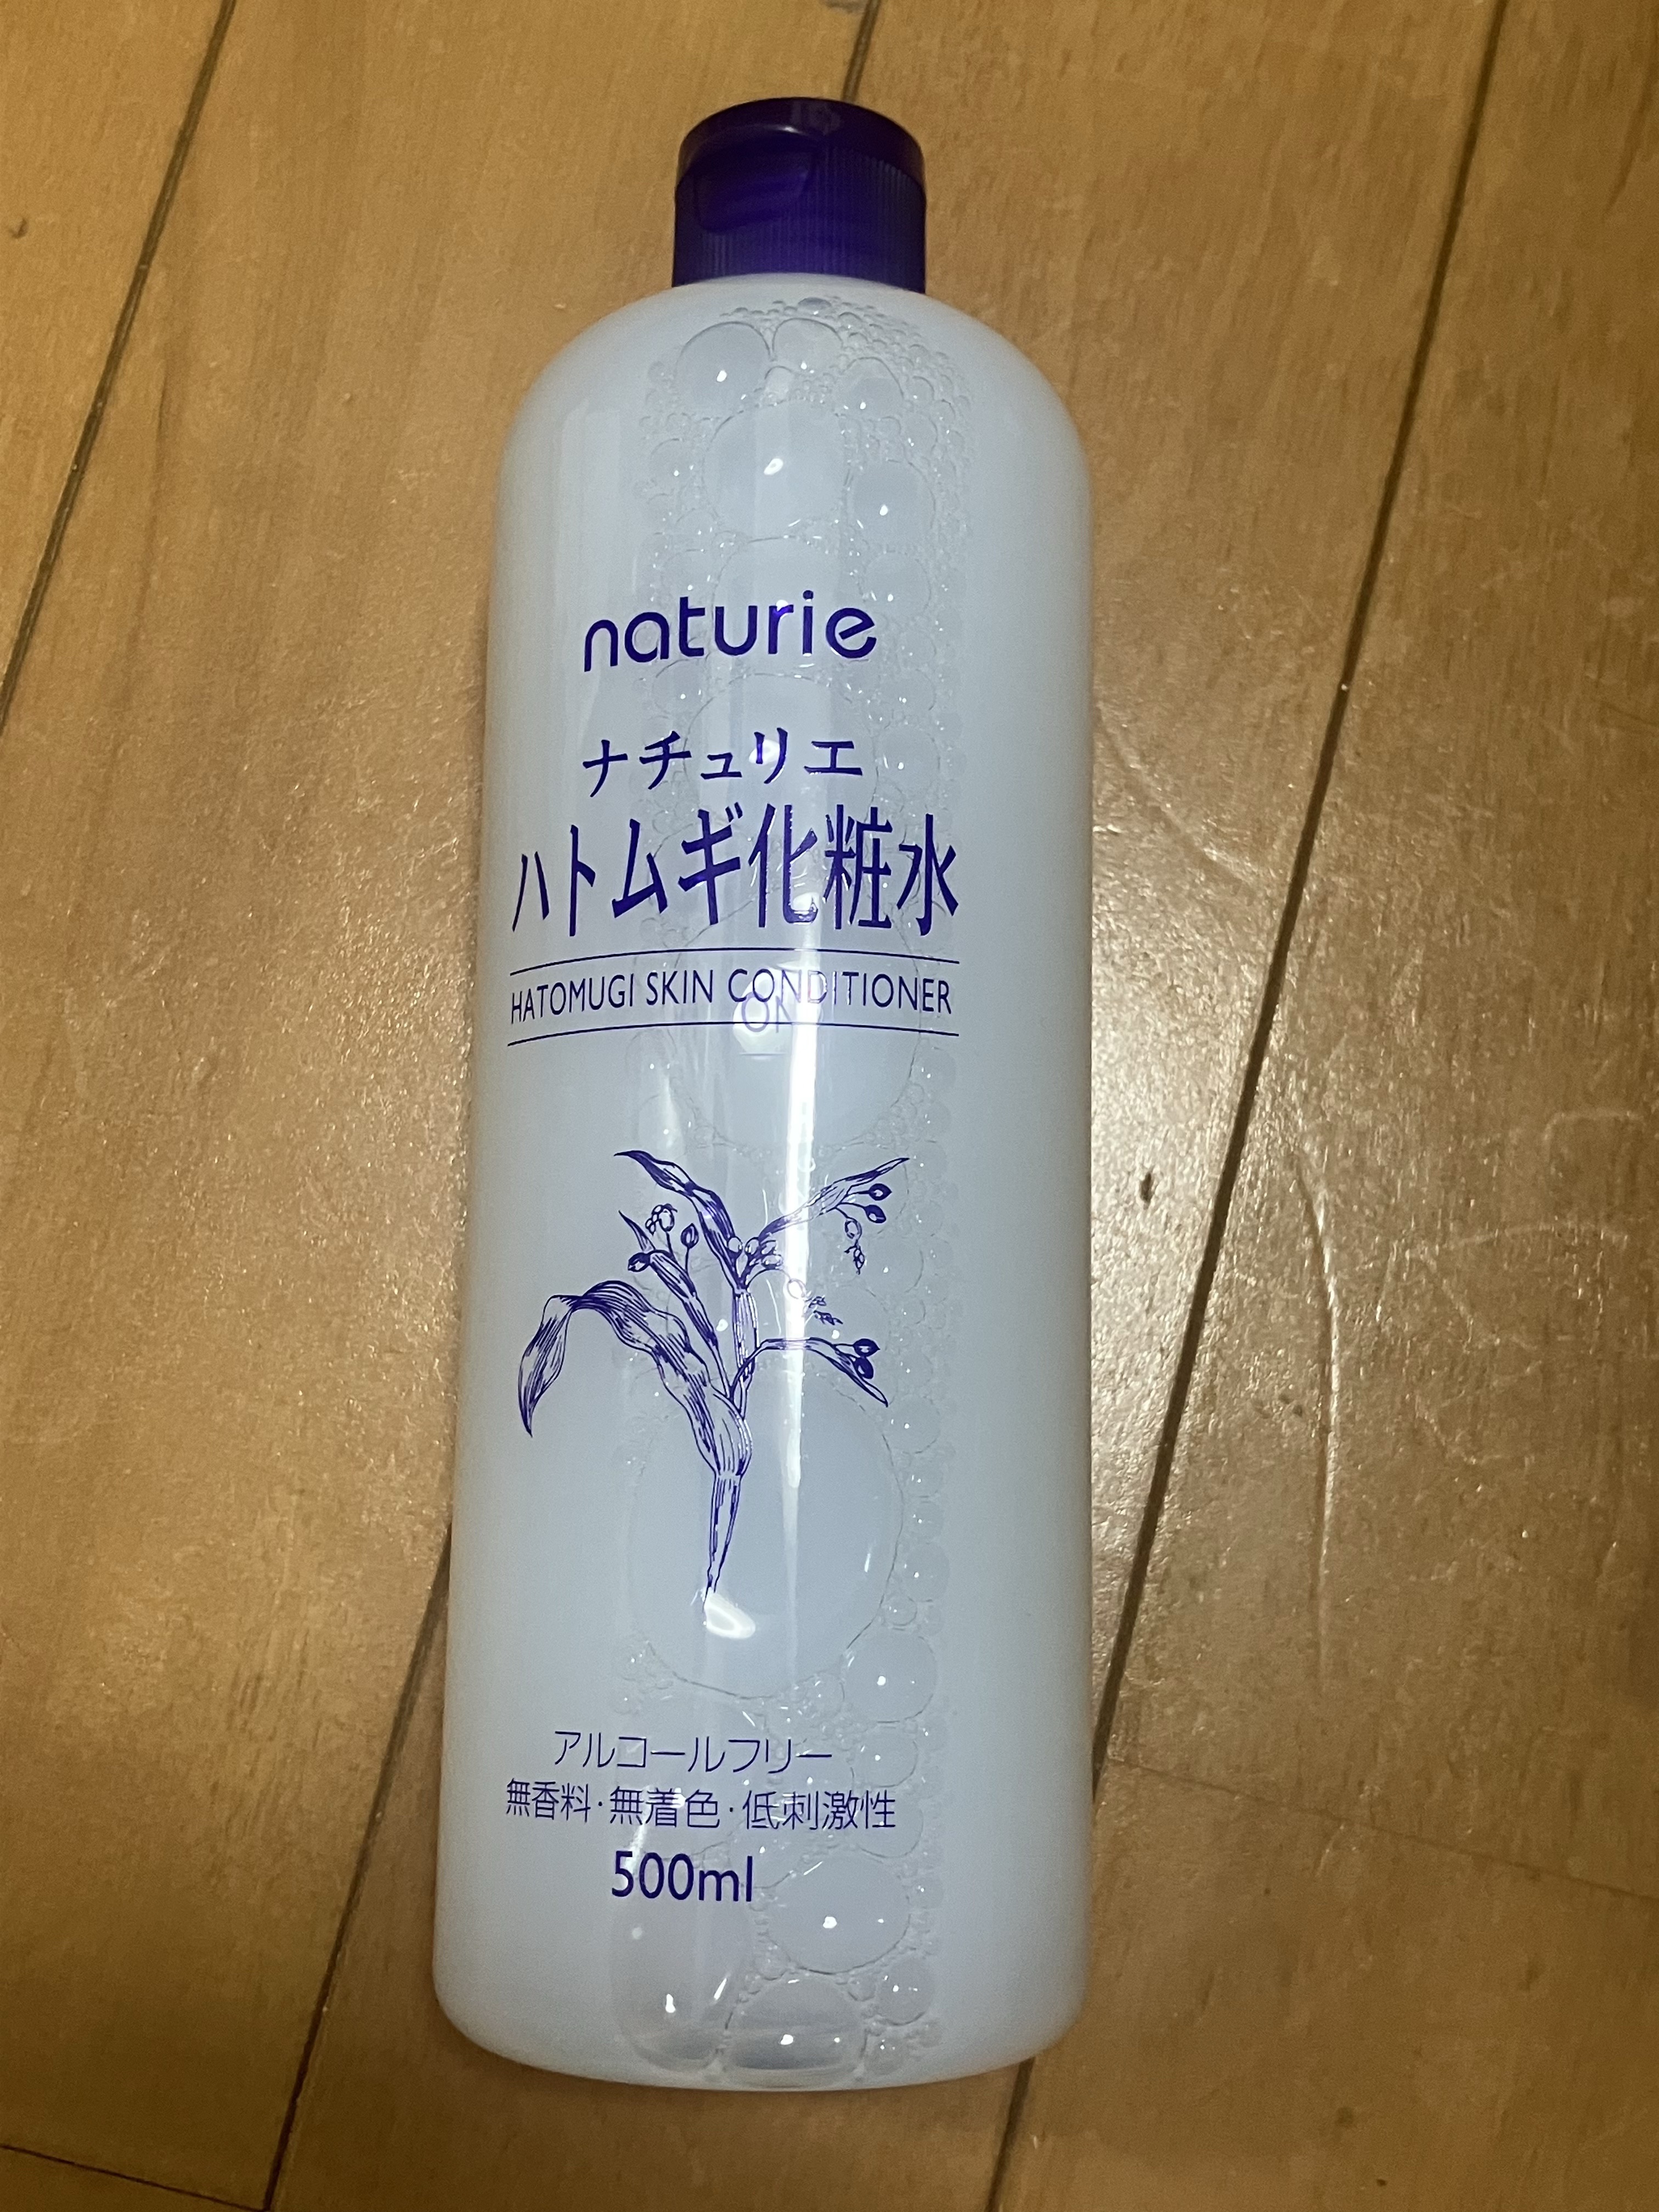 naturie
ナチュリエ
ハトムギ化粧水
HATOMUGI SKIN CONDITIONER
アルコールフリー
無香料・無着色・低刺激性
500ml